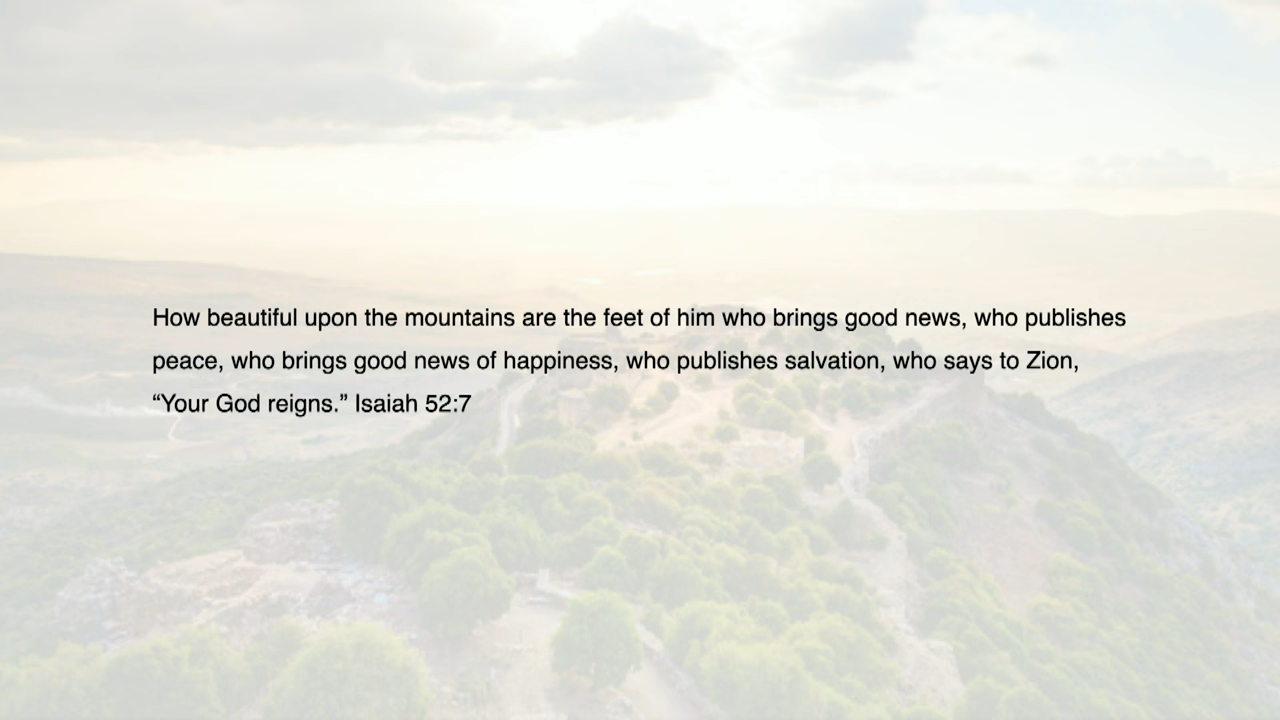 How beautiful upon the mountains are the feet of him who brings good news, who publishes
peace, who brings good news of happiness, who publishes salvation, who says to Zion,
“Your God reigns.” Isaiah 52:7